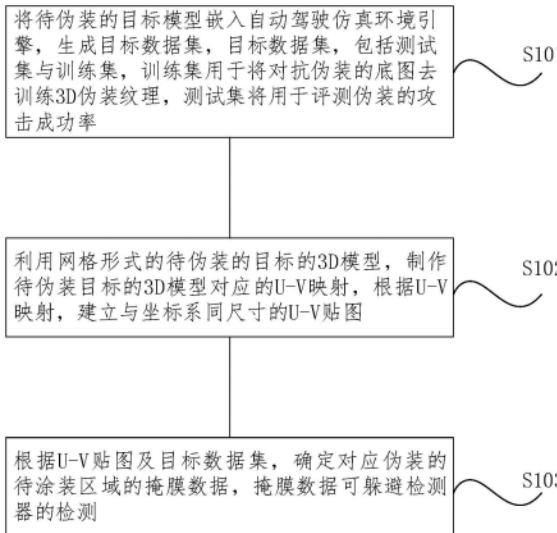 将待伪装的目标模型嵌入自动驾驶仿真环境引
擎，生成目标数据集，目标数据集，包括测试
集与训练集，训练集用于将对抗伪装的底图去
训练3D伪装纹理，测试集将用于评测伪装的攻
击成功率
S101
利用网格形式的待伪装的目标的3D模型，制作
待伪装目标的3D模型对应的U-V映射，根据U-V
映射，建立与坐标系同尺寸的U-V贴图
S102
根据U-V贴图及目标数据集，确定对应伪装的
待涂装区域的掩膜数据，掩膜数据可躲避检测
器的检测
S103